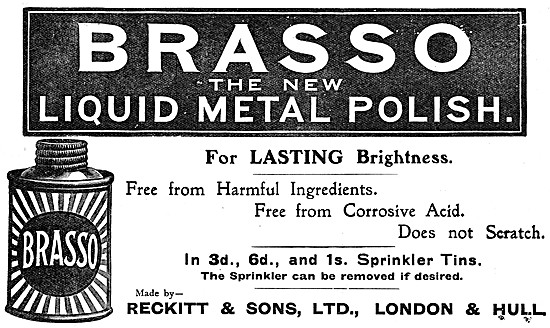 BRASSO
THE NEW
LIQUID METAL POLISH.
For LASTING Brightness.
Free from Harmful Ingredients.
Free from Corrosive Acid.
Does not Scratch.
In 3d., 6d., and 1s. Sprinkler Tins.
The Sprinkler can be removed if desired.
Made by—
RECKITT & SONS, LTD., LONDON & HULL.
BRASSO